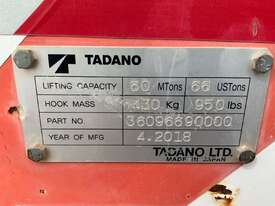 TADANO
LIFTING CAPACITY 60 MTons 66 USTons
HOOK MASS 430 Kg 950 lbs
PART NO. 36096690000
YEAR OF MFG 4.2018
TADANO LTD.
MADE IN JAPAN